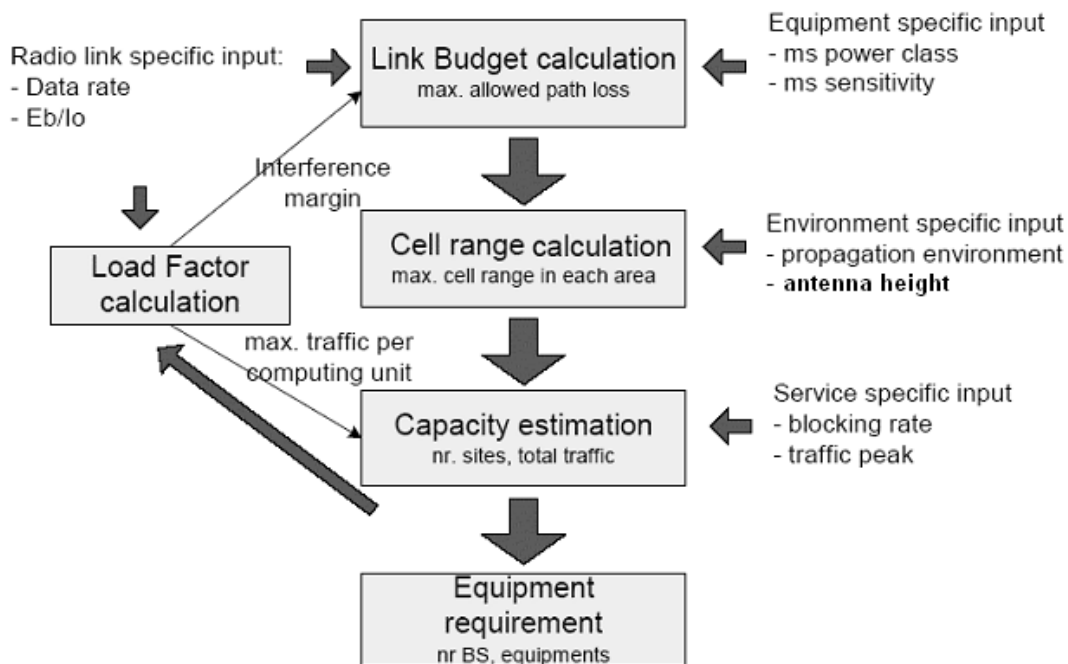 Radio link specific input:
- Data rate
- Eb/Io
Link Budget calculation
max. allowed path loss
Equipment specific input
- ms power class
- ms sensitivity
Interference
margin
Load Factor
calculation
Cell range calculation
max. cell range in each area
Environment specific input
- propagation environment
- antenna height
max. traffic per
computing unit
Capacity estimation
nr. sites, total traffic
Service specific input
- blocking rate
- traffic peak
Equipment
requirement
nr BS, equipments